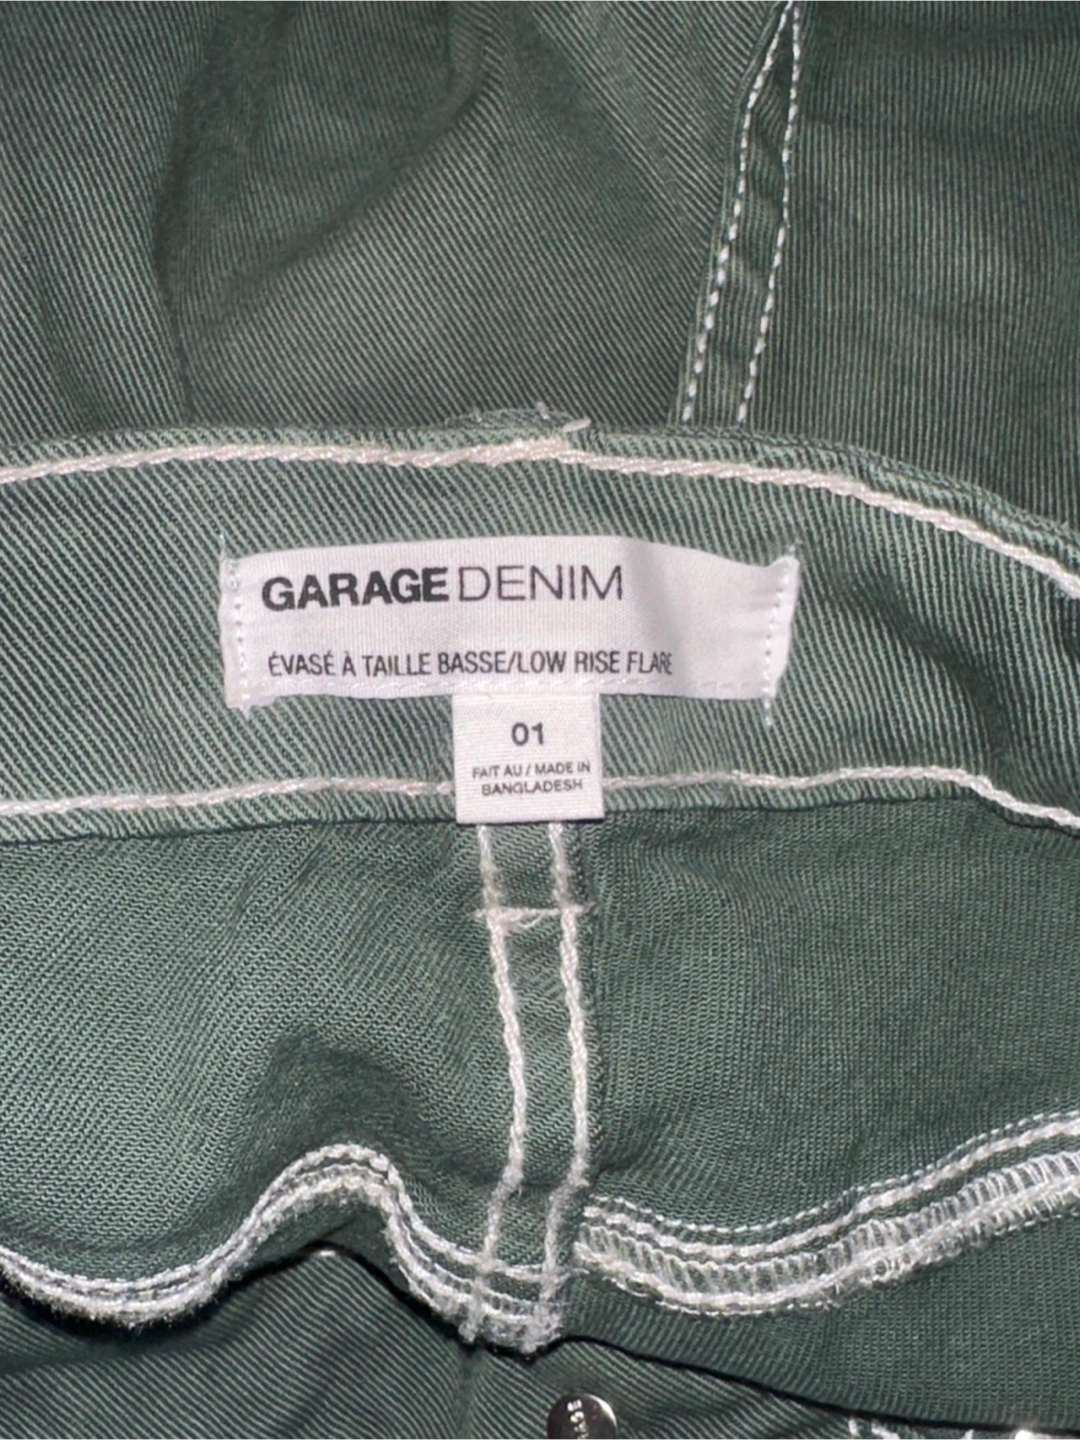 GARAGE DENIM
ÉVASÉ À TAILLE BASSE/LOW RISE FLARE
01
FAIT AU / MADE IN
BANGLADESH